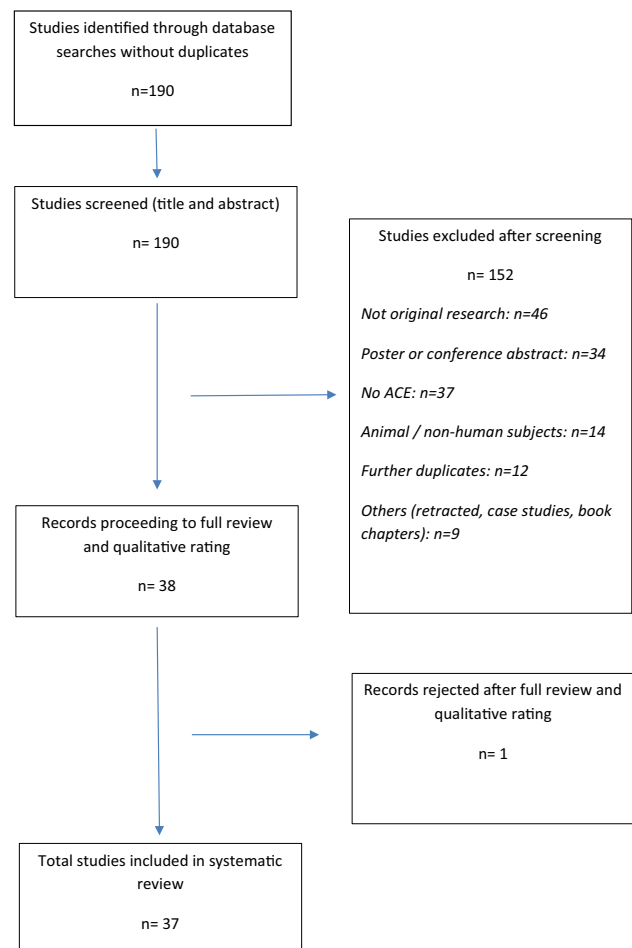 Studies identified through database
searches without duplicates
n=190
Studies screened (title and abstract)
n= 190
Studies excluded after screening
n= 152
Not original research: n=46
Poster or conference abstract: n=34
No ACE: n=37
Animal / non-human subjects: n=14
Further duplicates: n=12
Others (retracted, case studies, book
chapters): n=9
Records proceeding to full review
and qualitative rating
n= 38
Records rejected after full review and
qualitative rating
n= 1
Total studies included in systematic
review
n= 37